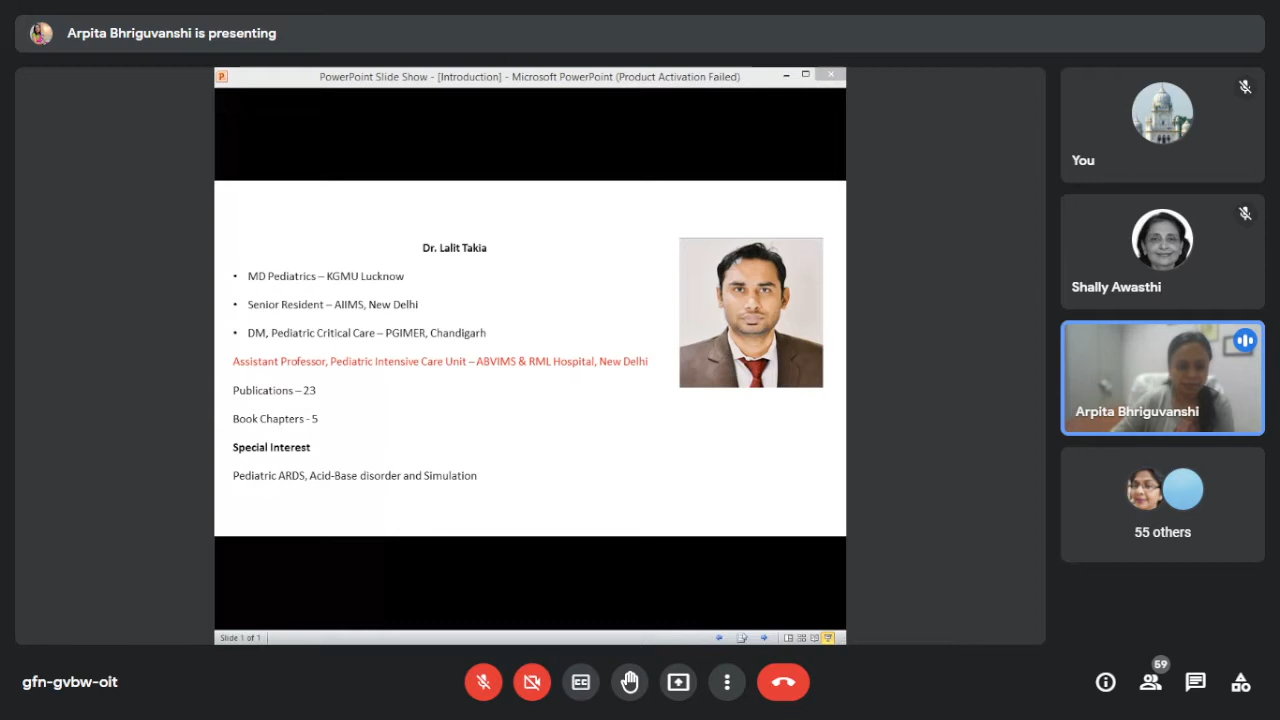 Arpita Bhriguvanshi is presenting
PowerPoint Slide Show - [Introduction] - Microsoft PowerPoint (Product Activation Failed)
Dr. Lalit Takia
• MD Pediatrics – KGMU Lucknow
• Senior Resident – AIIMS, New Delhi
• DM, Pediatric Critical Care – PGIMER, Chandigarh
Assistant Professor, Pediatric Intensive Care Unit – ABVIMS & RML Hospital, New Delhi
Publications – 23
Book Chapters - 5
Special Interest
Pediatric ARDS, Acid-Base disorder and Simulation
Slide 1 of 1
You
Shally Awasthi
Arpita Bhriguvanshi
55 others
gfn-gvbw-oit
59